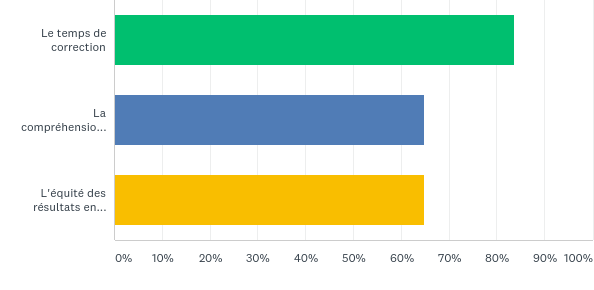 Le temps de
correction
La
compréhensio...
L'équité des
résultats en...
0% 10% 20% 30% 40% 50% 60% 70% 80% 90% 100%